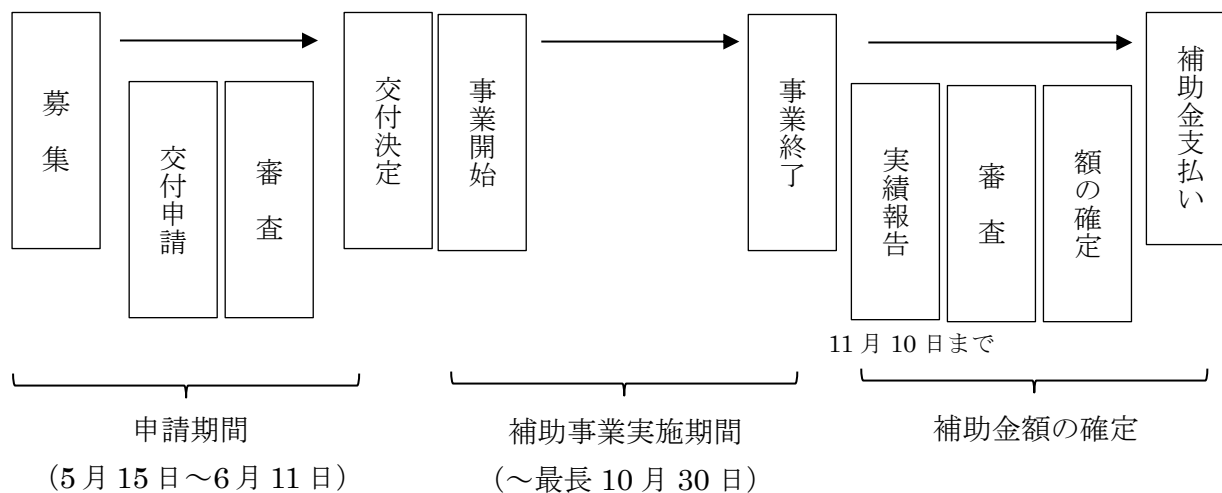 募集
交付申請
審査
交付決定
事業開始
事業終了
実績報告
審査
額の確定
補助金支払い
11月10日まで
申請期間
（5月15日～6月11日）
補助事業実施期間
（～最長10月30日）
補助金額の確定